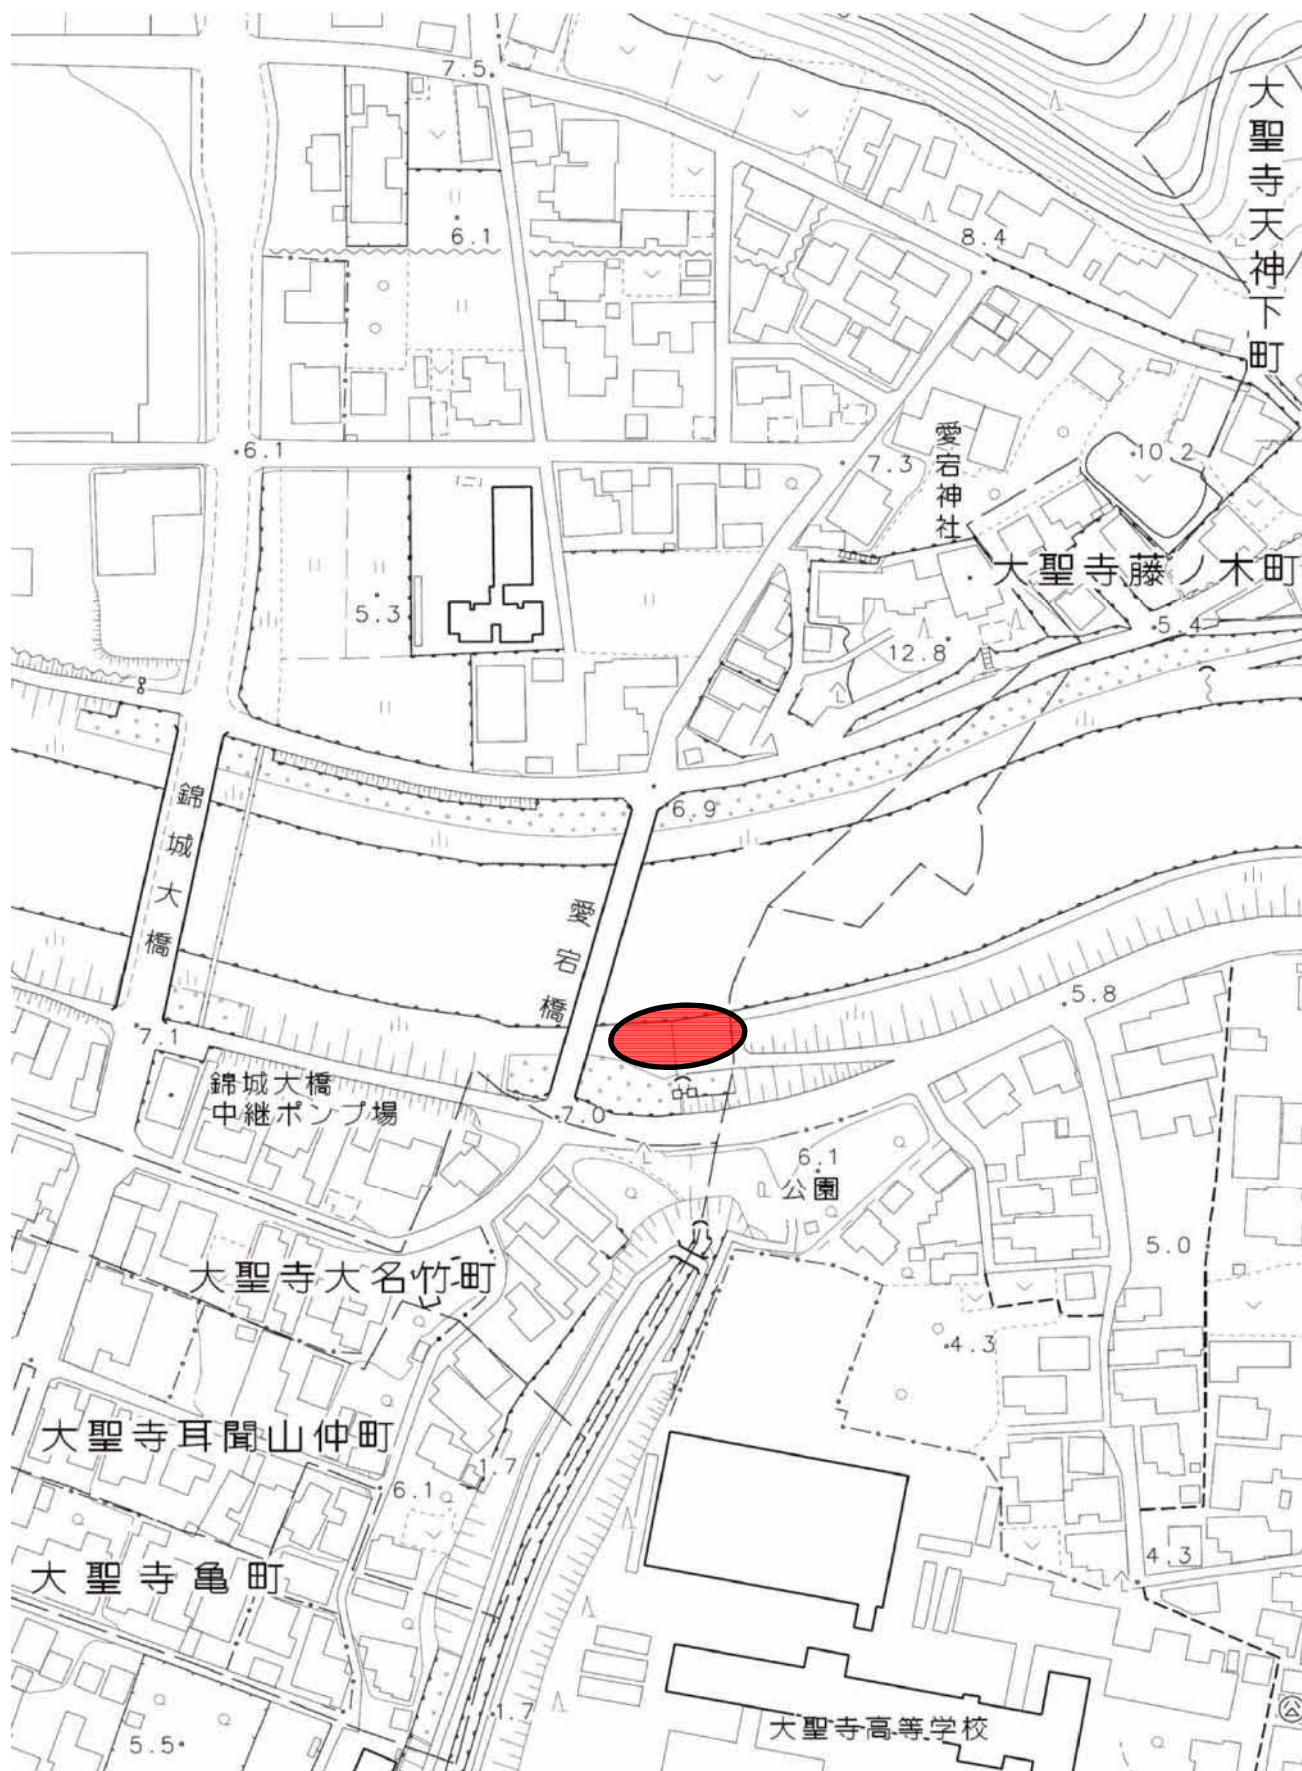 7.5
大聖寺天神下町
6.1
8.4
6.1
7.3
愛宕神社
10.2
大聖寺藤ノ木町
5.3
5.4
12.8
錦城大橋
6.9
愛宕橋
5.8
7.1
錦城大橋
中継ポンプ場
7.0
6.1
公園
5.0
大聖寺大名竹町
4.3
大聖寺耳聞山仲町
1.7
6.1
4.3
大聖寺亀町
1.7
大聖寺高等学校
公
5.5